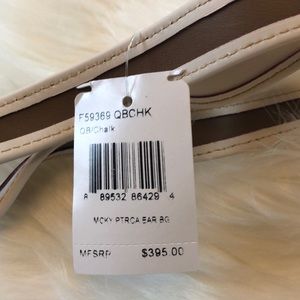 F59369 QBCHK
QB/Chalk
8 89532 86429 4
MCKY PTRCA EAR BG
MFSRP $395.00